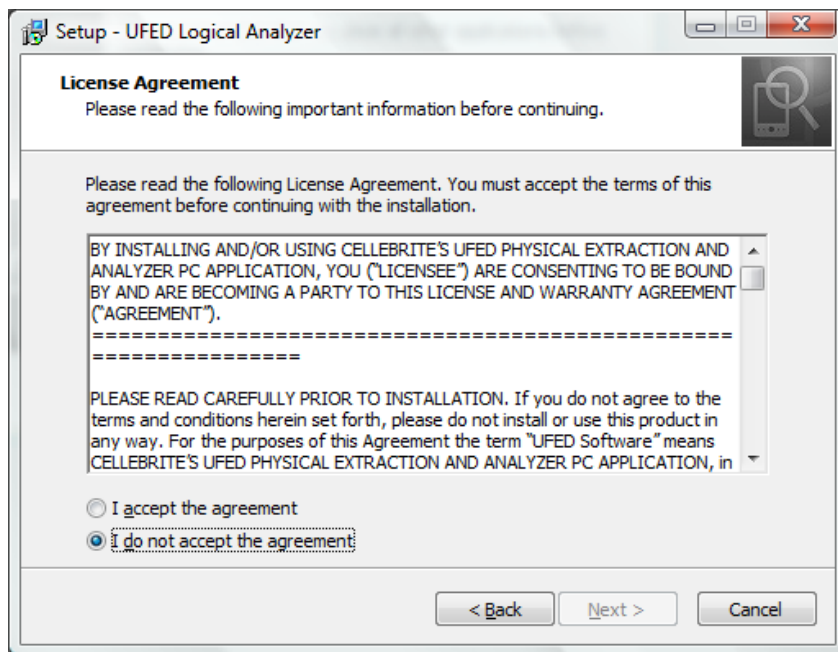 Setup - UFED Logical Analyzer
License Agreement
Please read the following important information before continuing.
Please read the following License Agreement. You must accept the terms of this
agreement before continuing with the installation.
BY INSTALLING AND/OR USING CELLEBRITE'S UFED PHYSICAL EXTRACTION AND
ANALYZER PC APPLICATION, YOU ("LICENSEE") ARE CONSENTING TO BE BOUND
BY AND ARE BECOMING A PARTY TO THIS LICENSE AND WARRANTY AGREEMENT
("AGREEMENT").
====================================================
================
PLEASE READ CAREFULLY PRIOR TO INSTALLATION. If you do not agree to the
terms and conditions herein set forth, please do not install or use this product in
any way. For the purposes of this Agreement the term "UFED Software" means
CELLEBRITE'S UFED PHYSICAL EXTRACTION AND ANALYZER PC APPLICATION, in
I accept the agreement
I do not accept the agreement
< Back Next > Cancel